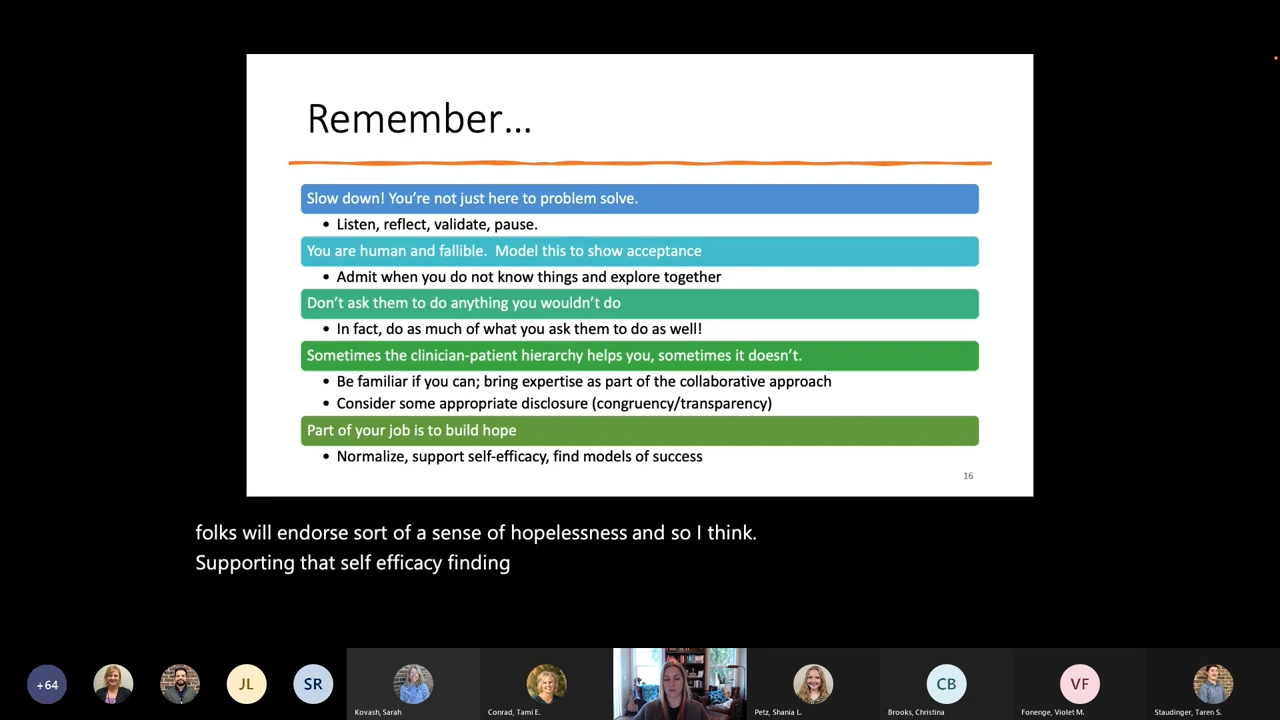 Remember...
Slow down! You're not just here to problem solve.
• Listen, reflect, validate, pause.
You are human and fallible.  Model this to show acceptance
• Admit when you do not know things and explore together
Don't ask them to do anything you wouldn't do
• In fact, do as much of what you ask them to do as well!
Sometimes the clinician-patient hierarchy helps you, sometimes it doesn't.
• Be familiar if you can; bring expertise as part of the collaborative approach
• Consider some appropriate disclosure (congruency/transparency)
Part of your job is to build hope
• Normalize, support self-efficacy, find models of success
16
folks will endorse sort of a sense of hopelessness and so I think.
Supporting that self efficacy finding
+64
JL
SR
CB
VF
Kovash, Sarah
Conrad, Tami E.
Petz, Shania L.
Brooks, Christina
Fonenge, Violet M.
Staudinger, Taren S.